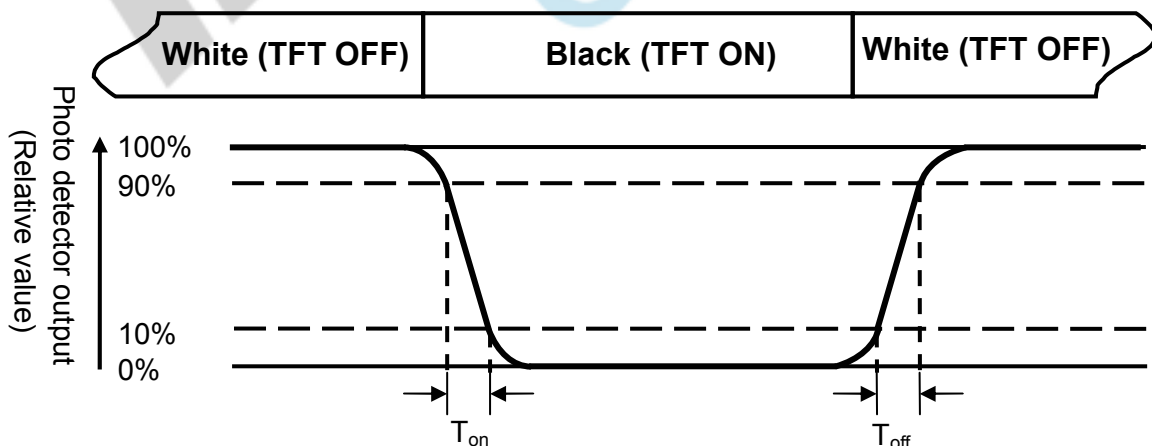 White (TFT OFF) Black (TFT ON) White (TFT OFF)
Photo detector output
(Relative value)
100%
90%
10%
0%
Ton Toff